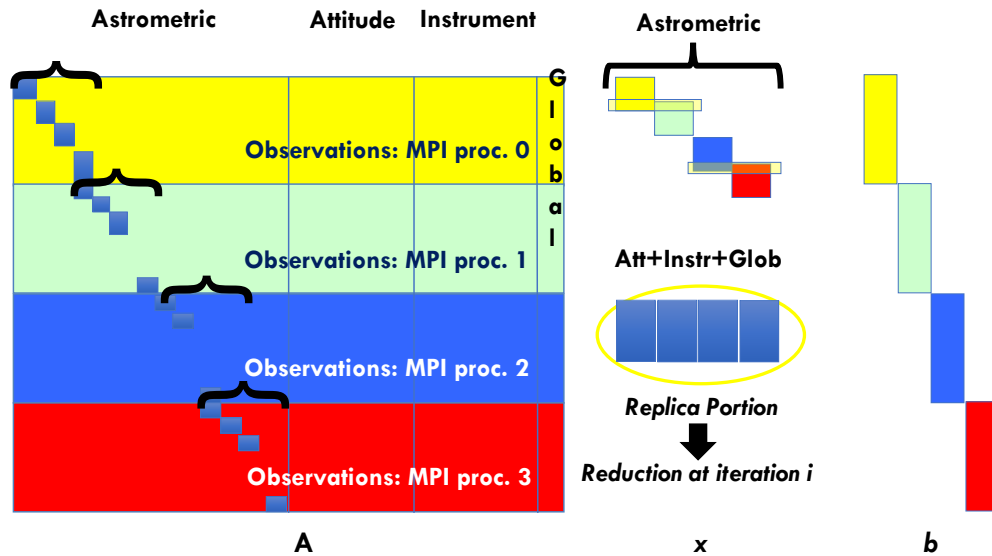 Astrometric
Attitude
Instrument
Global
Observations: MPI proc. 0
Observations: MPI proc. 1
Observations: MPI proc. 2
Observations: MPI proc. 3
A
Astrometric
Att+Instr+Glob
Replica Portion
Reduction at iteration i
x
b